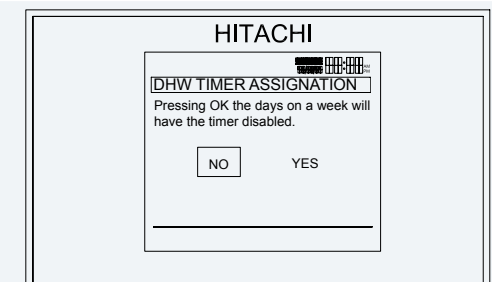 HITACHI
DHW TIMER ASSIGNATION
Pressing OK the days on a week will
have the timer disabled.
NO YES